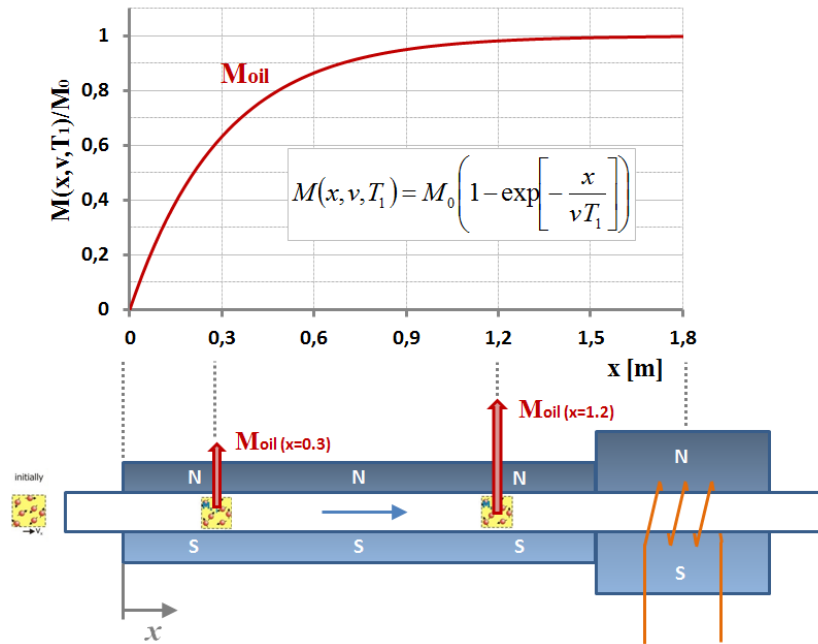 1
0,8
0,6
0,4
0,2
0
M(x,v,T₁)/M₀
Moil
M(x,v,T₁) = M₀(1−exp[−x/(vT₁)])
0 0,3 0,6 0,9 1,2 1,5 1,8
x [m]
Moil (x=0.3)
Moil (x=1.2)
initially
N N N N
S S S S
x